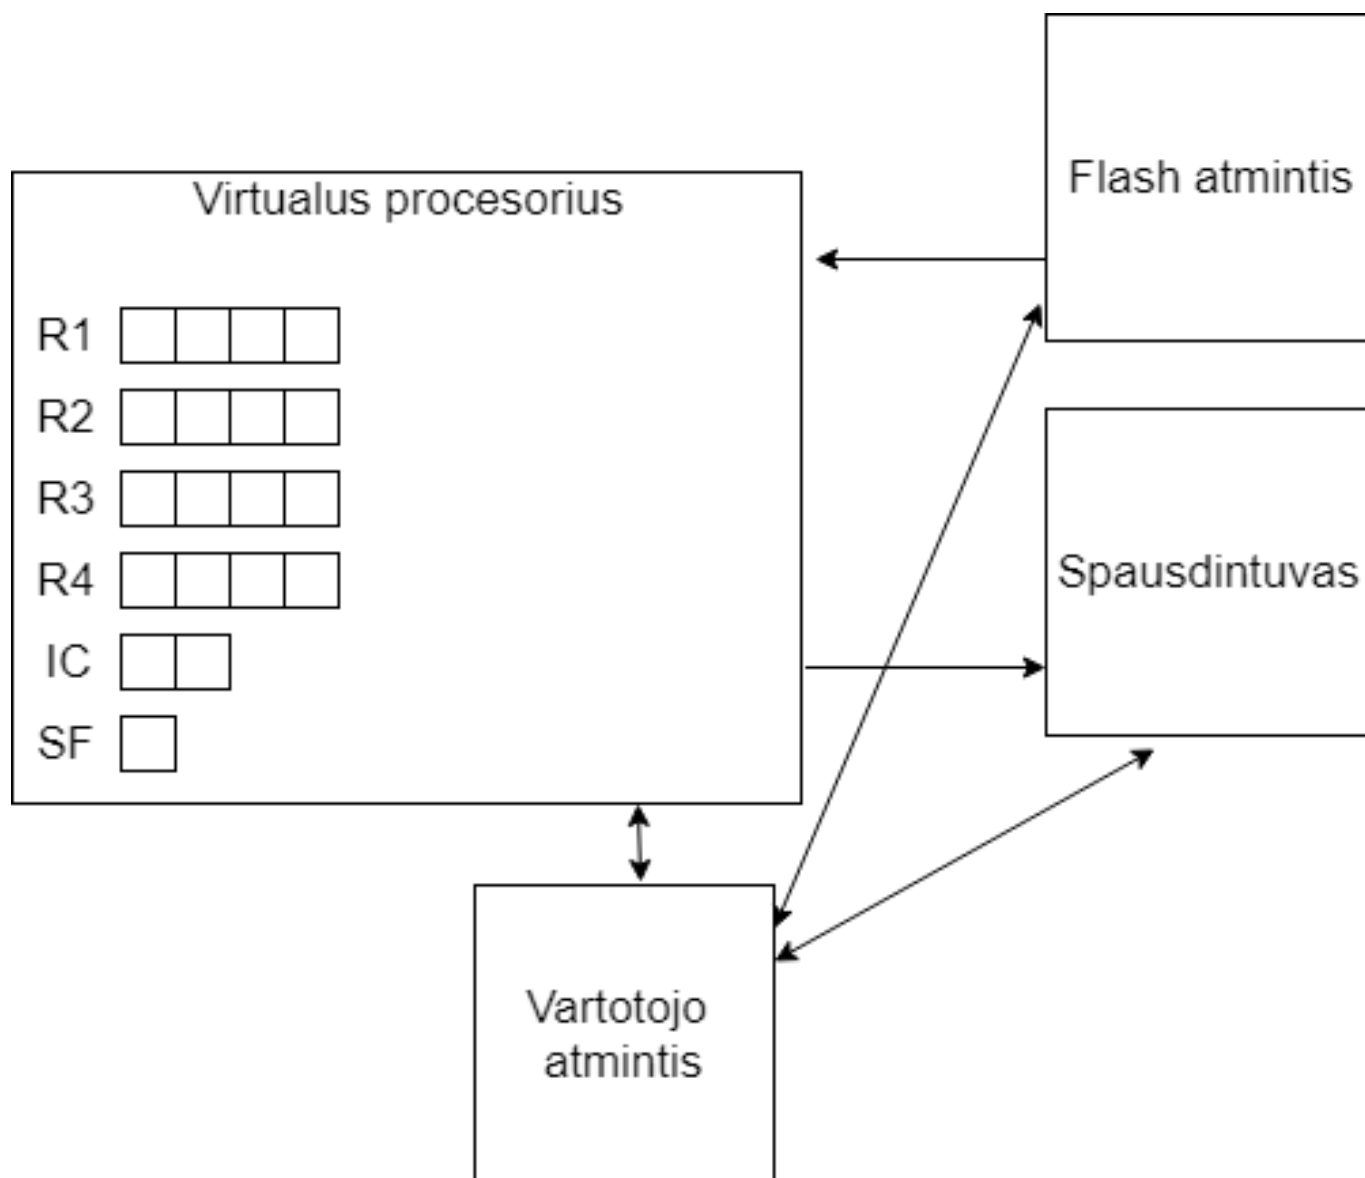 Virtualus procesorius
R1
R2
R3
R4
IC
SF
Flash atmintis
Spausdintuvas
Vartotojo
atmintis